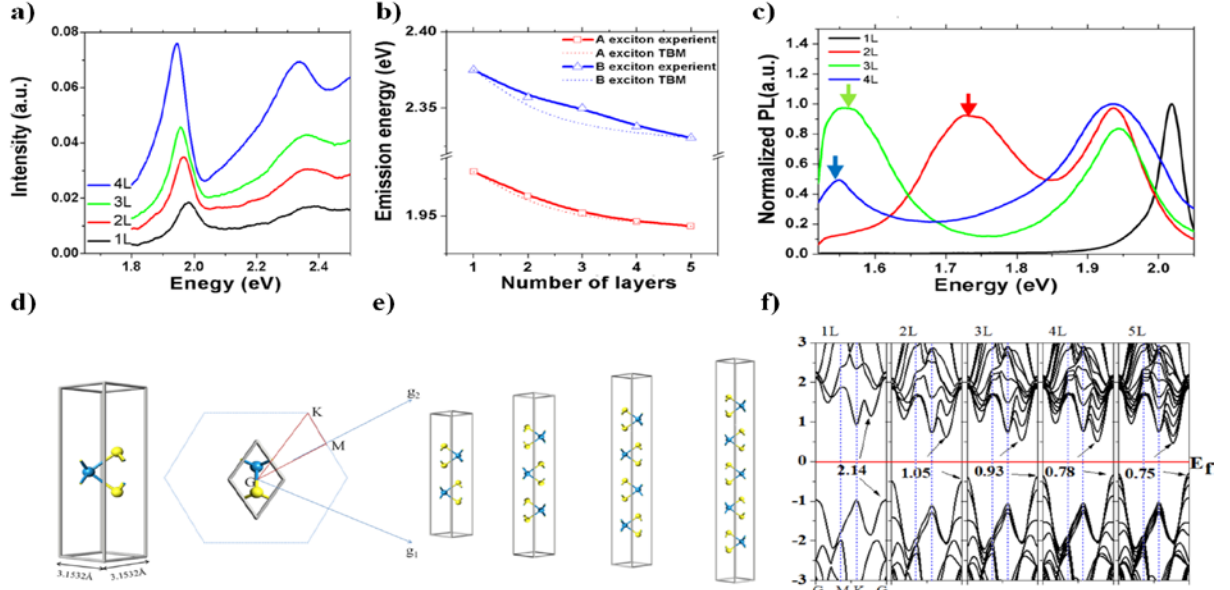 a)
Intensity (a.u.)
0.08
0.06
0.04
0.02
0.00
4L
3L
2L
1L
1.8 2.0 2.2 2.4
Enegy (eV)
b)
Emission energy (eV)
2.40
2.35
1.95
A exciton experient
A exciton TBM
B exciton experient
B exciton TBM
1 2 3 4 5
Number of layers
c)
Normalized PL(a.u.)
1.4
1.2
1.0
0.8
0.6
0.4
0.2
0.0
1L
2L
3L
4L
1.6 1.7 1.8 1.9 2.0
Energy (eV)
d)
3.1532Å 3.1532Å
K
M
G
g2
g1
e)
f)
1L 2L 3L 4L 5L
3
2
1
0
-1
-2
-3
2.14 1.05 0.93 0.78 0.75
Ef
G M K G